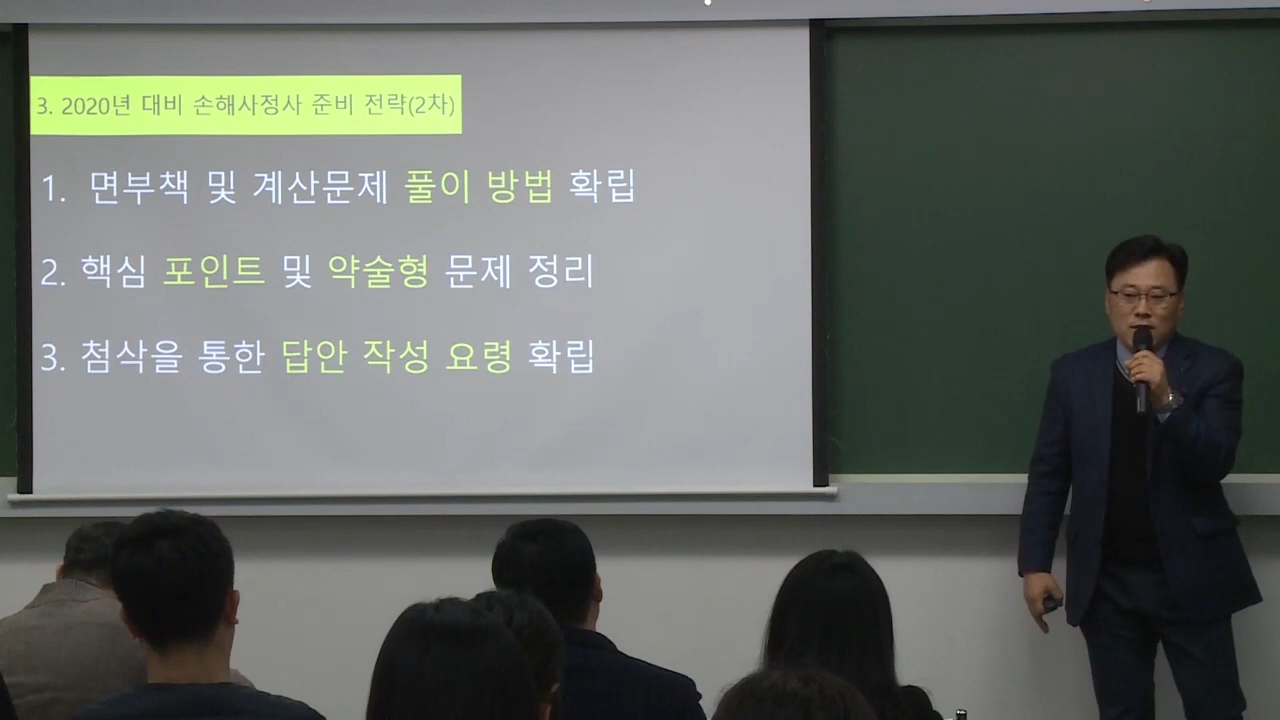 3. 2020년 대비 손해사정사 준비 전략(2차)
1. 면부책 및 계산문제 풀이 방법 확립
2. 핵심 포인트 및 약술형 문제 정리
3. 첨삭을 통한 답안 작성 요령 확립